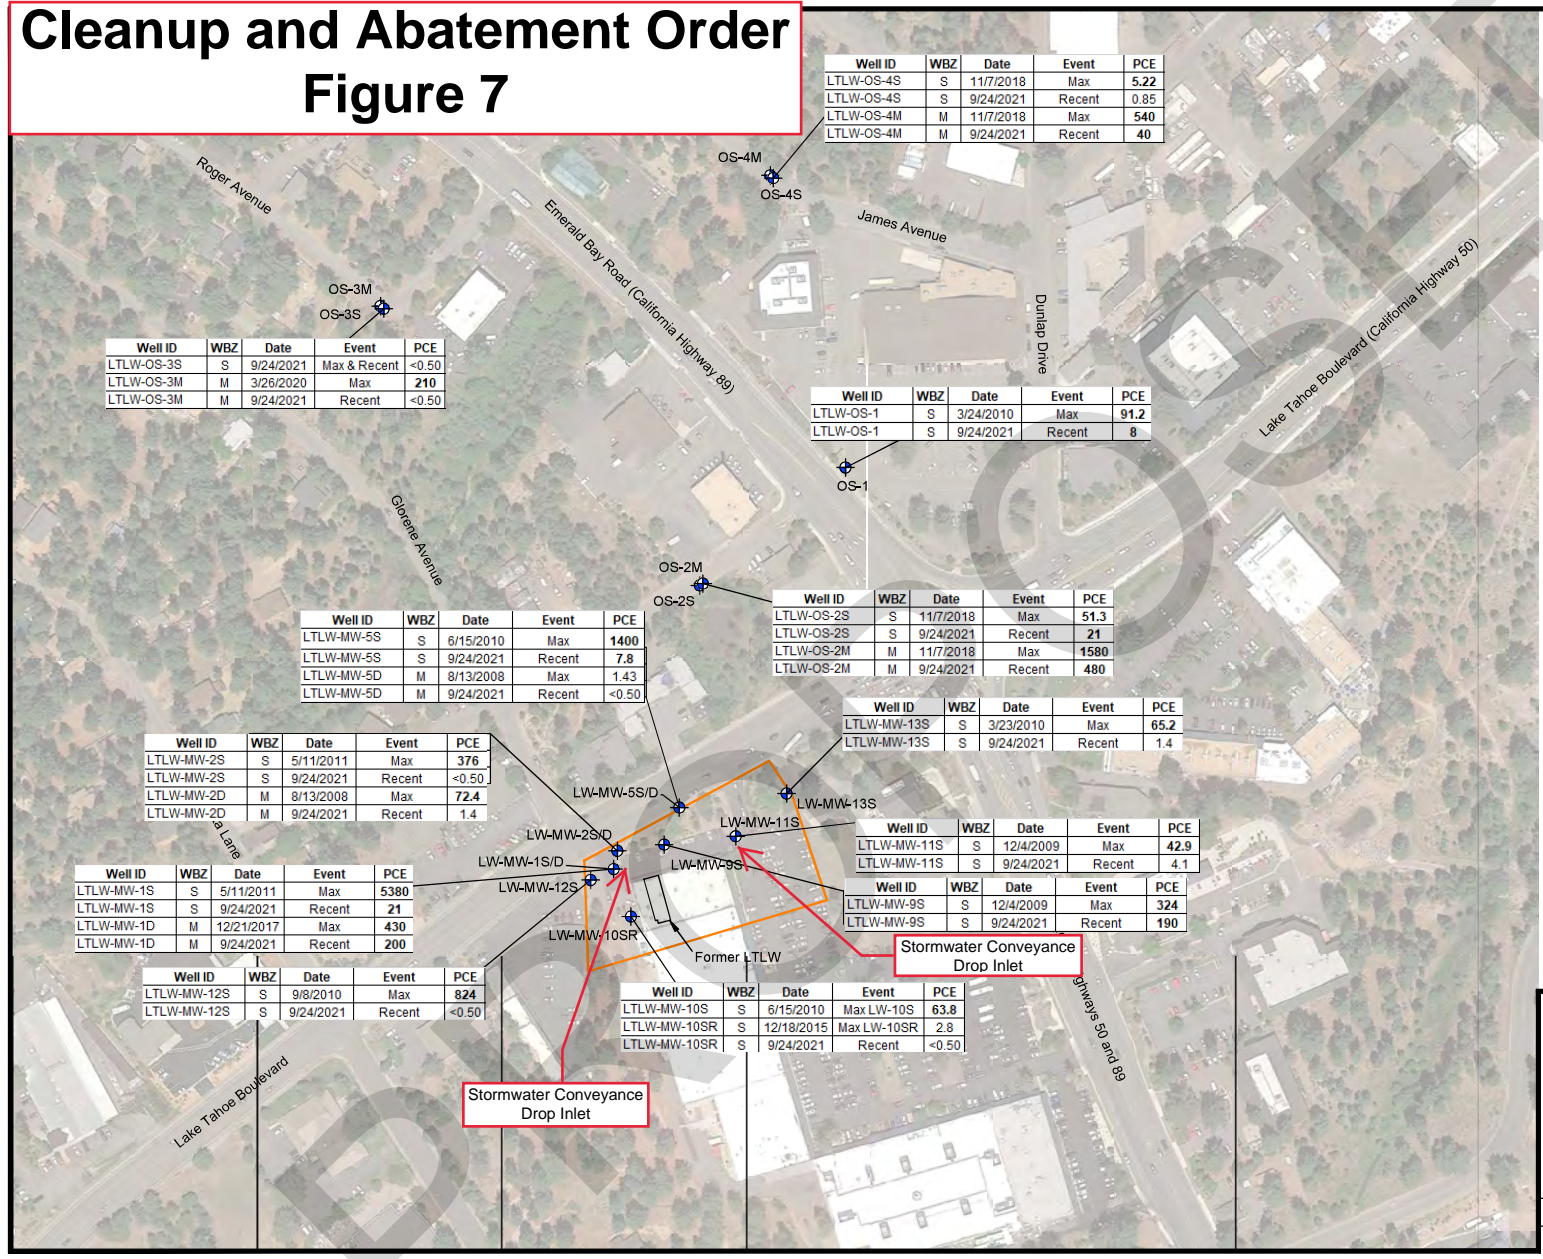 Cleanup and Abatement Order
Figure 7
Well ID WBZ Date Event PCE
LTLW-OS-4S S 11/7/2018 Max 5.22
LTLW-OS-4S S 9/24/2021 Recent 0.85
LTLW-OS-4M M 11/7/2018 Max 540
LTLW-OS-4M M 9/24/2021 Recent 40
OS-4M
OS-4S
Roger Avenue
Emerald Bay Road (California Highway 89)
James Avenue
Dunlap Drive
Lake Tahoe Boulevard (California Highway 50)
OS-3M
OS-3S
Well ID WBZ Date Event PCE
LTLW-OS-3S S 9/24/2021 Max & Recent <0.50
LTLW-OS-3M M 3/26/2020 Max 210
LTLW-OS-3M M 9/24/2021 Recent <0.50
Well ID WBZ Date Event PCE
LTLW-OS-1 S 3/24/2010 Max 91.2
LTLW-OS-1 S 9/24/2021 Recent 8
OS-1
Glorene Avenue
OS-2M
OS-2S
Well ID WBZ Date Event PCE
LTLW-OS-2S S 11/7/2018 Max 51.3
LTLW-OS-2S S 9/24/2021 Recent 21
LTLW-OS-2M M 11/7/2018 Max 1580
LTLW-OS-2M M 9/24/2021 Recent 480
Well ID WBZ Date Event PCE
LTLW-MW-5S S 6/15/2010 Max 1400
LTLW-MW-5S S 9/24/2021 Recent 7.8
LTLW-MW-5D M 8/13/2008 Max 1.43
LTLW-MW-5D M 9/24/2021 Recent <0.50
Well ID WBZ Date Event PCE
LTLW-MW-13S S 3/23/2010 Max 65.2
LTLW-MW-13S S 9/24/2021 Recent 1.4
Well ID WBZ Date Event PCE
LTLW-MW-2S S 5/11/2011 Max 376
LTLW-MW-2S S 9/24/2021 Recent <0.50
LTLW-MW-2D M 8/13/2008 Max 72.4
LTLW-MW-2D M 9/24/2021 Recent 1.4
a Lane
LW-MW-5S/D
LW-MW-13S
LW-MW-11S
LW-MW-2S/D
LW-MW-1S/D
LW-MW-9S
LW-MW-12S
LW-MW-10SR
Former LTLW
Well ID WBZ Date Event PCE
LTLW-MW-11S S 12/4/2009 Max 42.9
LTLW-MW-11S S 9/24/2021 Recent 4.1
Well ID WBZ Date Event PCE
LTLW-MW-1S S 5/11/2011 Max 5380
LTLW-MW-1S S 9/24/2021 Recent 21
LTLW-MW-1D M 12/21/2017 Max 430
LTLW-MW-1D M 9/24/2021 Recent 200
Well ID WBZ Date Event PCE
LTLW-MW-9S S 12/4/2009 Max 324
LTLW-MW-9S S 9/24/2021 Recent 190
Stormwater Conveyance
Drop Inlet
Well ID WBZ Date Event PCE
LTLW-MW-12S S 9/8/2010 Max 824
LTLW-MW-12S S 9/24/2021 Recent <0.50
Well ID WBZ Date Event PCE
LTLW-MW-10S S 6/15/2010 Max LW-10S 63.8
LTLW-MW-10SR S 12/18/2015 Max LW-10SR 2.8
LTLW-MW-10SR S 9/24/2021 Recent <0.50
ghways 50 and 89
Stormwater Conveyance
Drop Inlet
Lake Tahoe Boulevard